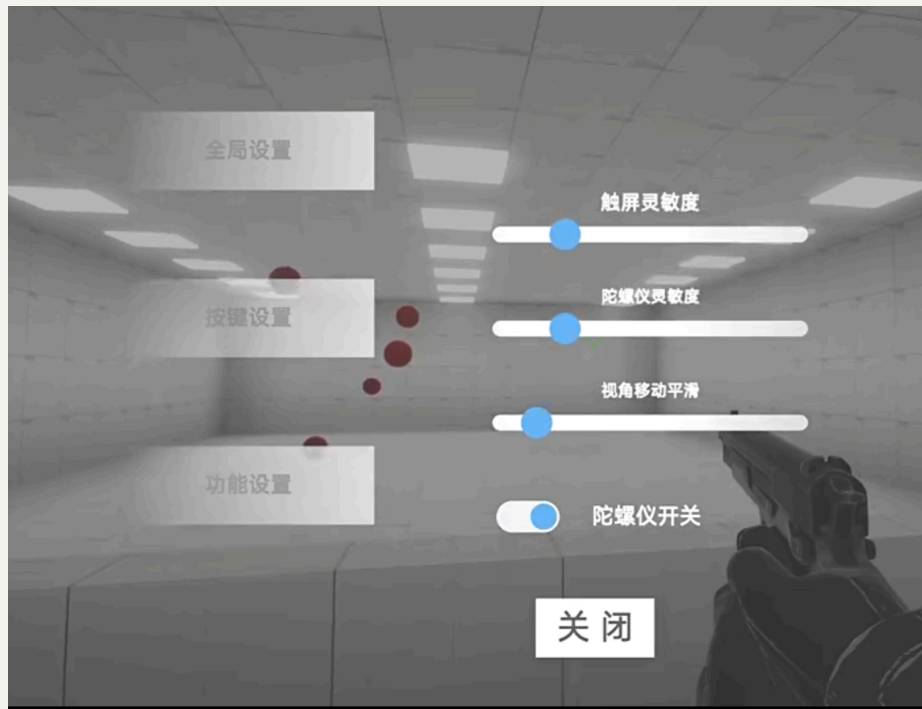 全局设置
按键设置
功能设置
触屏灵敏度
陀螺仪灵敏度
视角移动平滑
陀螺仪开关
关闭